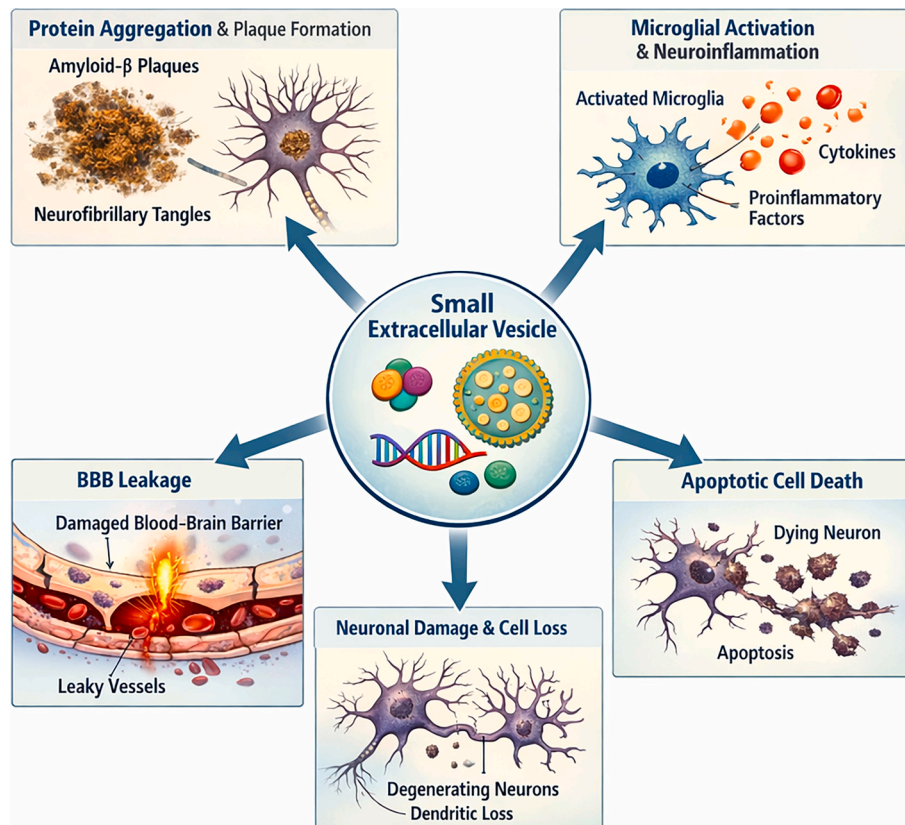 Protein Aggregation & Plaque Formation
Amyloid-β Plaques
Neurofibrillary Tangles
Microglial Activation
& Neuroinflammation
Activated Microglia
Cytokines
Proinflammatory
Factors
Small
Extracellular Vesicle
BBB Leakage
Damaged Blood-Brain Barrier
Leaky Vessels
Neuronal Damage & Cell Loss
Degenerating Neurons
Dendritic Loss
Apoptotic Cell Death
Dying Neuron
Apoptosis